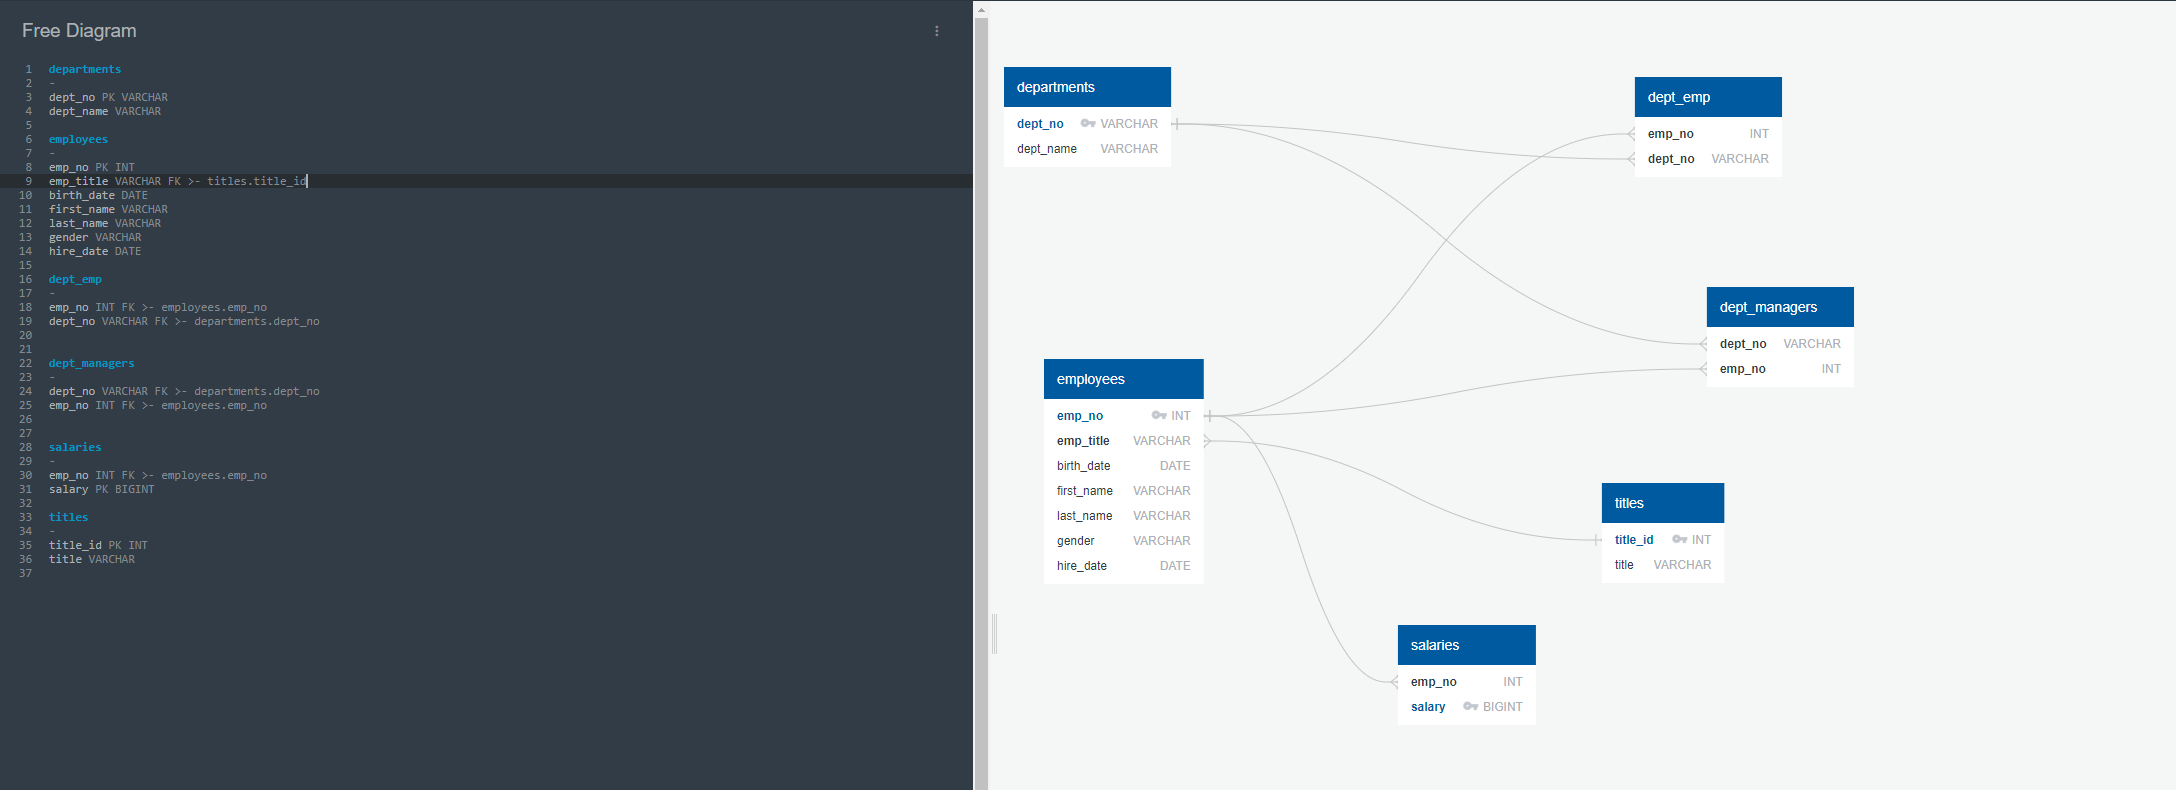 Free Diagram
1 departments
2 -
3 dept_no PK VARCHAR
4 dept_name VARCHAR
5
6 employees
7 -
8 emp_no PK INT
9 emp_title VARCHAR FK >- titles.title_id
10 birth_date DATE
11 first_name VARCHAR
12 last_name VARCHAR
13 gender VARCHAR
14 hire_date DATE
15
16 dept_emp
17 -
18 emp_no INT FK >- employees.emp_no
19 dept_no VARCHAR FK >- departments.dept_no
20
21
22 dept_managers
23 -
24 dept_no VARCHAR FK >- departments.dept_no
25 emp_no INT FK >- employees.emp_no
26
27
28 salaries
29 -
30 emp_no INT FK >- employees.emp_no
31 salary PK BIGINT
32
33 titles
34 -
35 title_id PK INT
36 title VARCHAR
37
departments
dept_no VARCHAR
dept_name VARCHAR
dept_emp
emp_no INT
dept_no VARCHAR
dept_managers
dept_no VARCHAR
emp_no INT
employees
emp_no INT
emp_title VARCHAR
birth_date DATE
first_name VARCHAR
last_name VARCHAR
gender VARCHAR
hire_date DATE
titles
title_id INT
title VARCHAR
salaries
emp_no INT
salary BIGINT